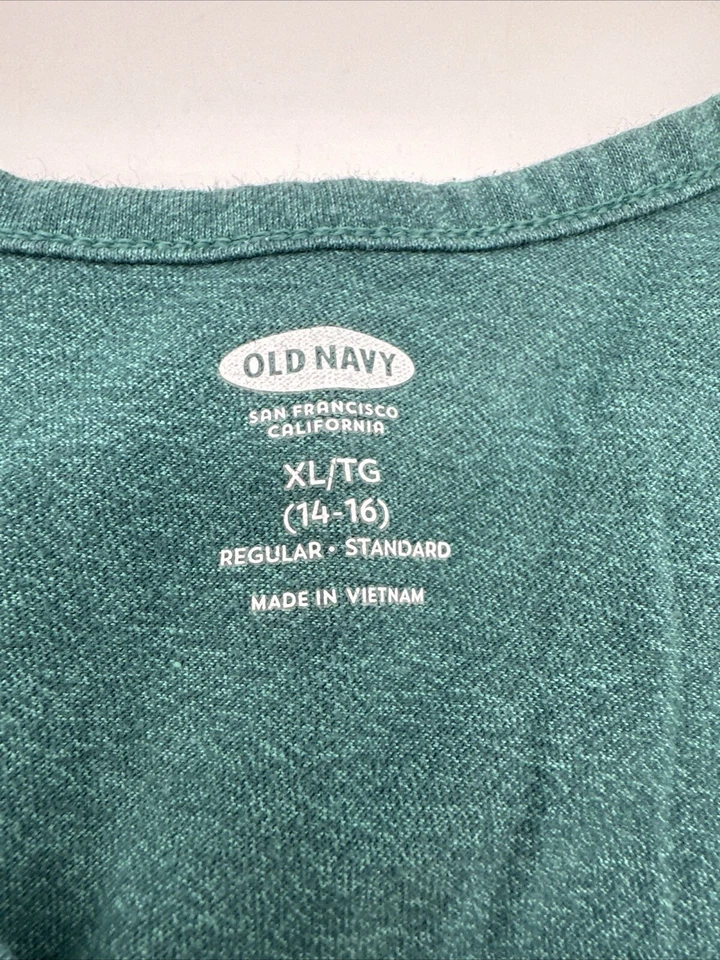 OLD NAVY
SAN FRANCISCO
CALIFORNIA
XL/TG
(14-16)
REGULAR • STANDARD
MADE IN VIETNAM